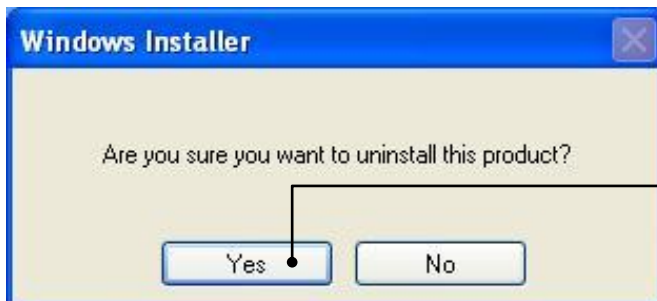 Windows Installer
Are you sure you want to uninstall this product?
Yes
No